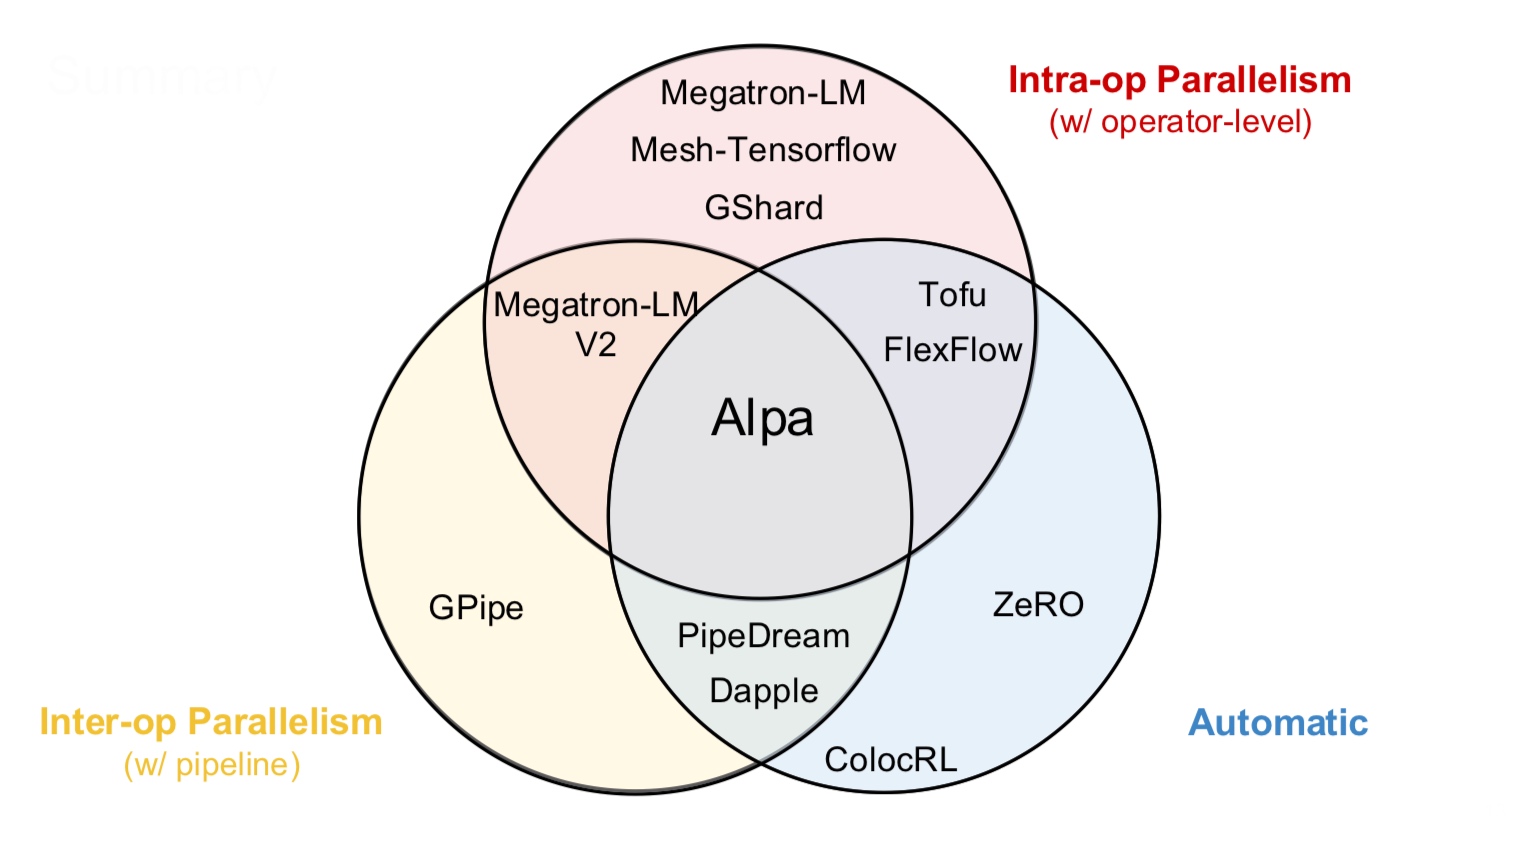 Summary
Megatron-LM
Mesh-Tensorflow
GShard
Intra-op Parallelism
(w/ operator-level)
Megatron-LM
V2
Tofu
FlexFlow
Alpa
GPipe
ZeRO
PipeDream
Dapple
ColocRL
Inter-op Parallelism
(w/ pipeline)
Automatic